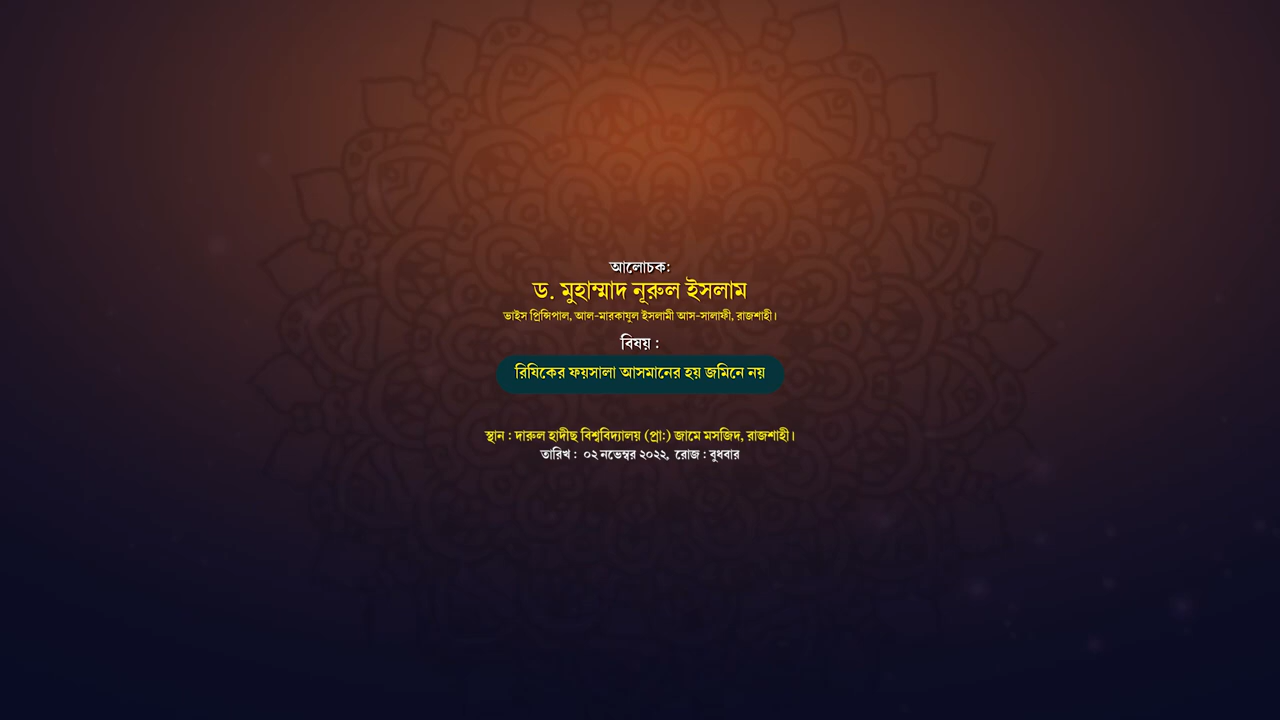 আলোচক:
ড. মুহাম্মাদ নূরুল ইসলাম
ভাইস প্রিন্সিপাল, আল-মারকাযুল ইসলামী আস-সালাফী, রাজশাহী।
বিষয় :
রিযিকের ফয়সালা আসমানের হয় জমিনে নয়
স্থান : দারুল হাদীছ বিশ্ববিদ্যালয় (প্রা:) জামে মসজিদ, রাজশাহী।
তারিখ : ০২ নভেম্বর ২০২২, রোজ : বুধবার